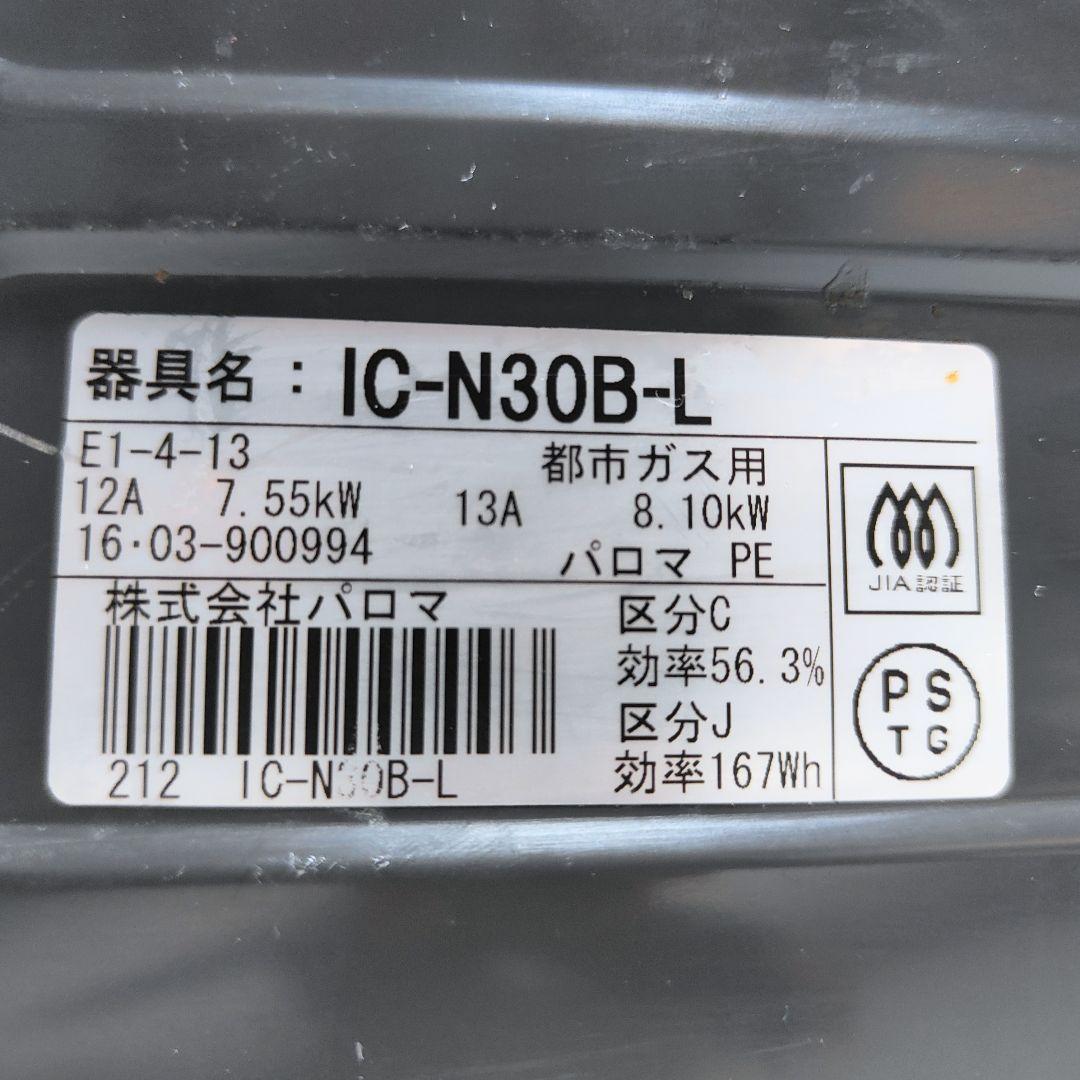 器具名：IC-N30B-L
E1-4-13 都市ガス用
12A 7.55kW 13A 8.10kW
16・03-900994 パロマ PE
株式会社パロマ
212 IC-N30B-L
区分C
効率56.3%
区分J
効率167Wh
JIA認証
PS
TG